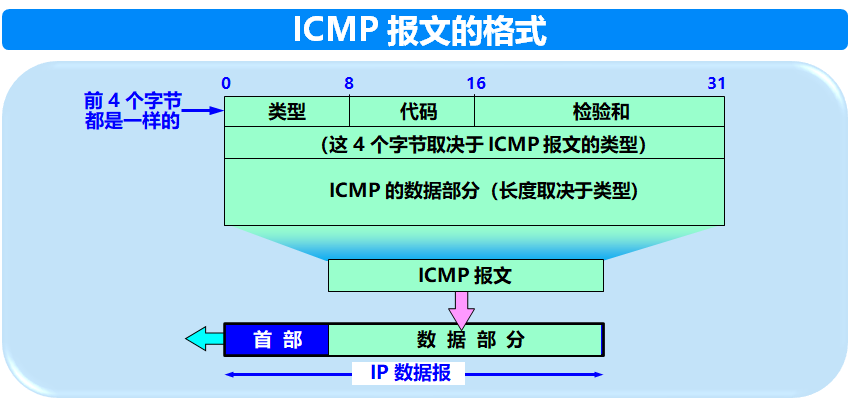 ICMP 报文的格式
0 8 16 31
前 4 个字节
都是一样的
类型 代码 检验和
（这 4 个字节取决于 ICMP 报文的类型）
ICMP 的数据部分（长度取决于类型）
ICMP 报文
首 部 数 据 部 分
IP 数据报